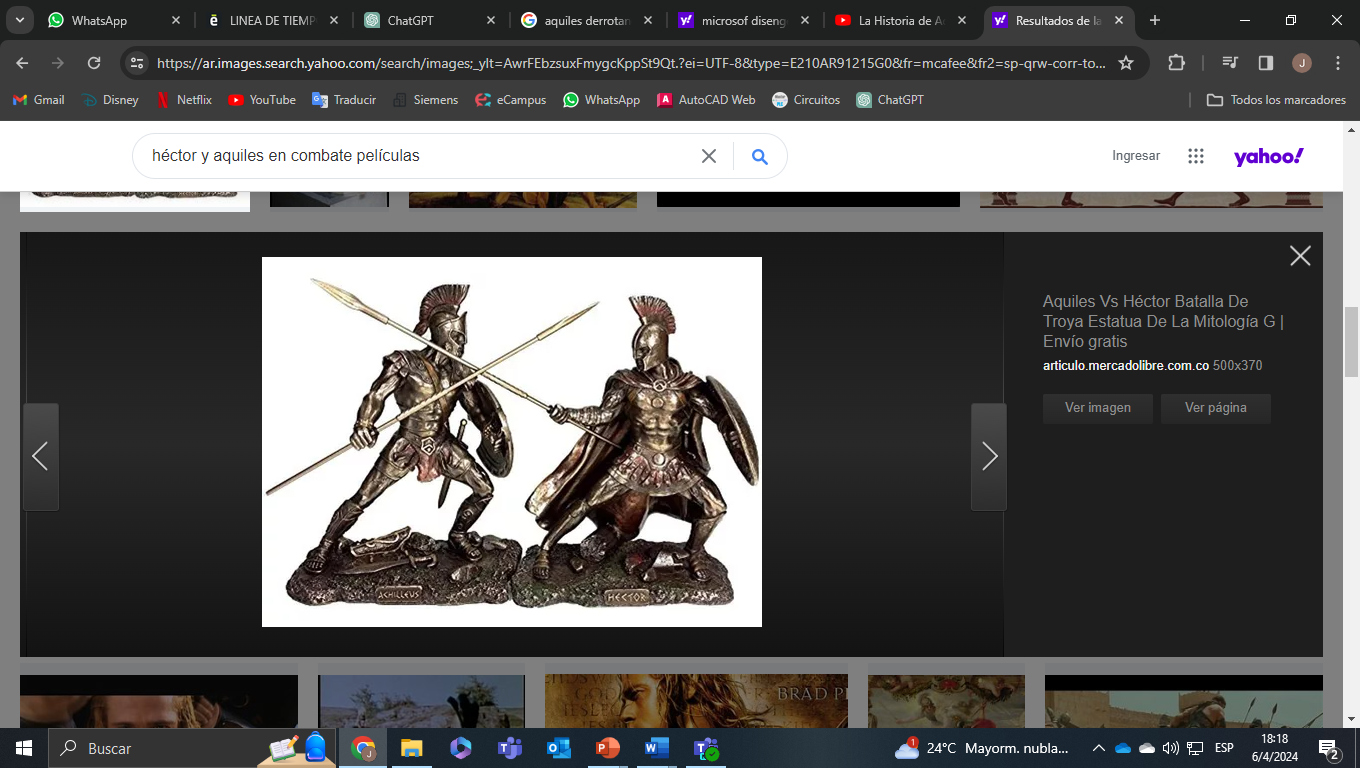 WhatsApp
LINEA DE TIEMP
ChatGPT
aquiles derrotan
microsof diseng
La Historia de A
Resultados de la
https://ar.images.search.yahoo.com/search/images;_ylt=AwrFEbzsuxFmygcKppSt9Qt.?ei=UTF-8&type=E210AR91215G0&fr=mcafee&fr2=sp-qrw-corr-to...
J
Gmail
Disney
Netflix
YouTube
Traducir
Siemens
eCampus
WhatsApp
AutoCAD Web
Circuitos
ChatGPT
Todos los marcadores
héctor y aquiles en combate películas
Ingresar
yahoo!
Aquiles Vs Héctor Batalla De
Troya Estatua De La Mitología G |
Envío gratis
articulo.mercadolibre.com.co 500x370
Ver imagen
Ver página
ACHILLEUS
HECTOR
BRAD P
Buscar
24°C Mayorm. nubla...
ESP
18:18
6/4/2024
2